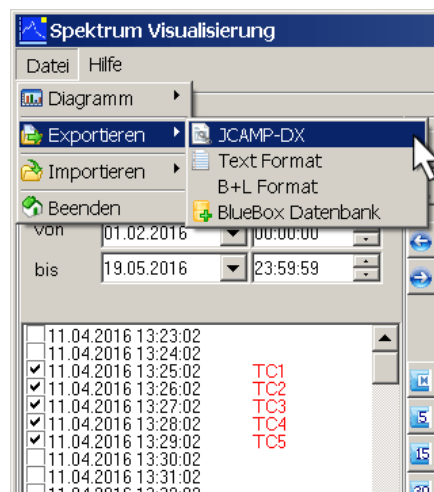 Spektrum Visualisierung
Datei Hilfe
Diagramm
Exportieren
JCAMP-DX
Text Format
Importieren
B+L Format
Beenden
BlueBox Datenbank
von 01.02.2016 00:00:00
bis 19.05.2016 23:59:59
11.04.2016 13:23:02
11.04.2016 13:24:02
11.04.2016 13:25:02 TC1
11.04.2016 13:26:02 TC2
11.04.2016 13:27:02 TC3
11.04.2016 13:28:02 TC4
11.04.2016 13:29:02 TC5
11.04.2016 13:30:02
11.04.2016 13:31:02
5
15
30